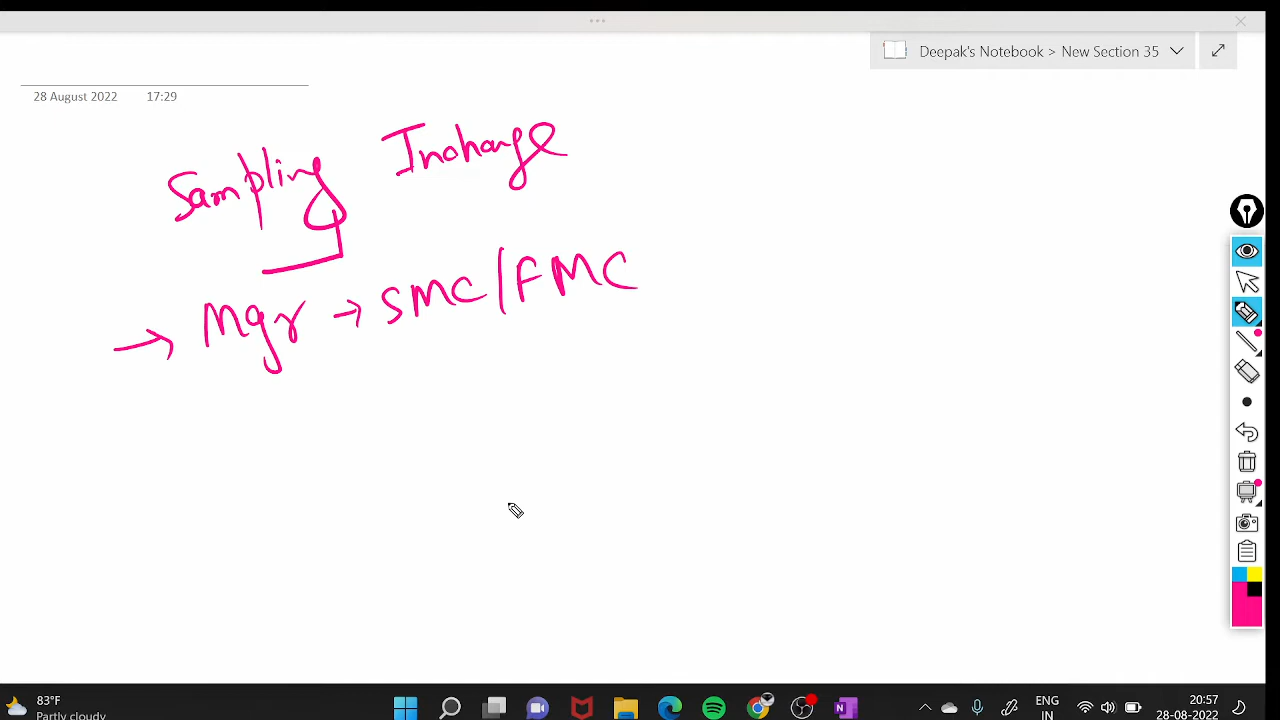 Deepak's Notebook > New Section 35
28 August 2022 17:29
Sampling Incharge
→ Mgr → SMC/FMC
83°F
Partly cloudy
ENG
IN
20:57
28-08-2022